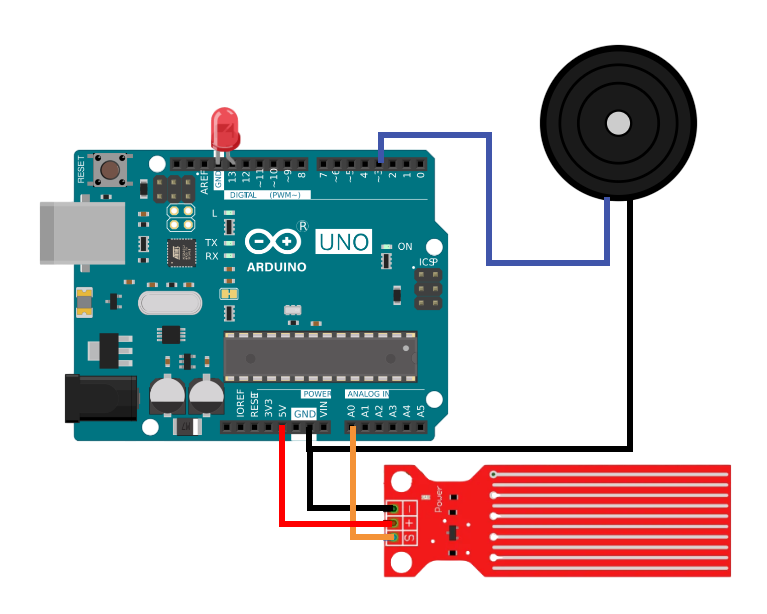 RESET
AREF
GND
13
12
~11
~10
~9
8
7
~6
~5
4
~3
2
1
0
DIGITAL (PWM~)
L
TX
RX
R
UNO
ARDUINO
ON
ICSP
IOREF
RESE
3V3
5V
GND
VIN
POWER
ANALOG IN
A0
A1
A2
A3
A4
A5
Power
−
+
S